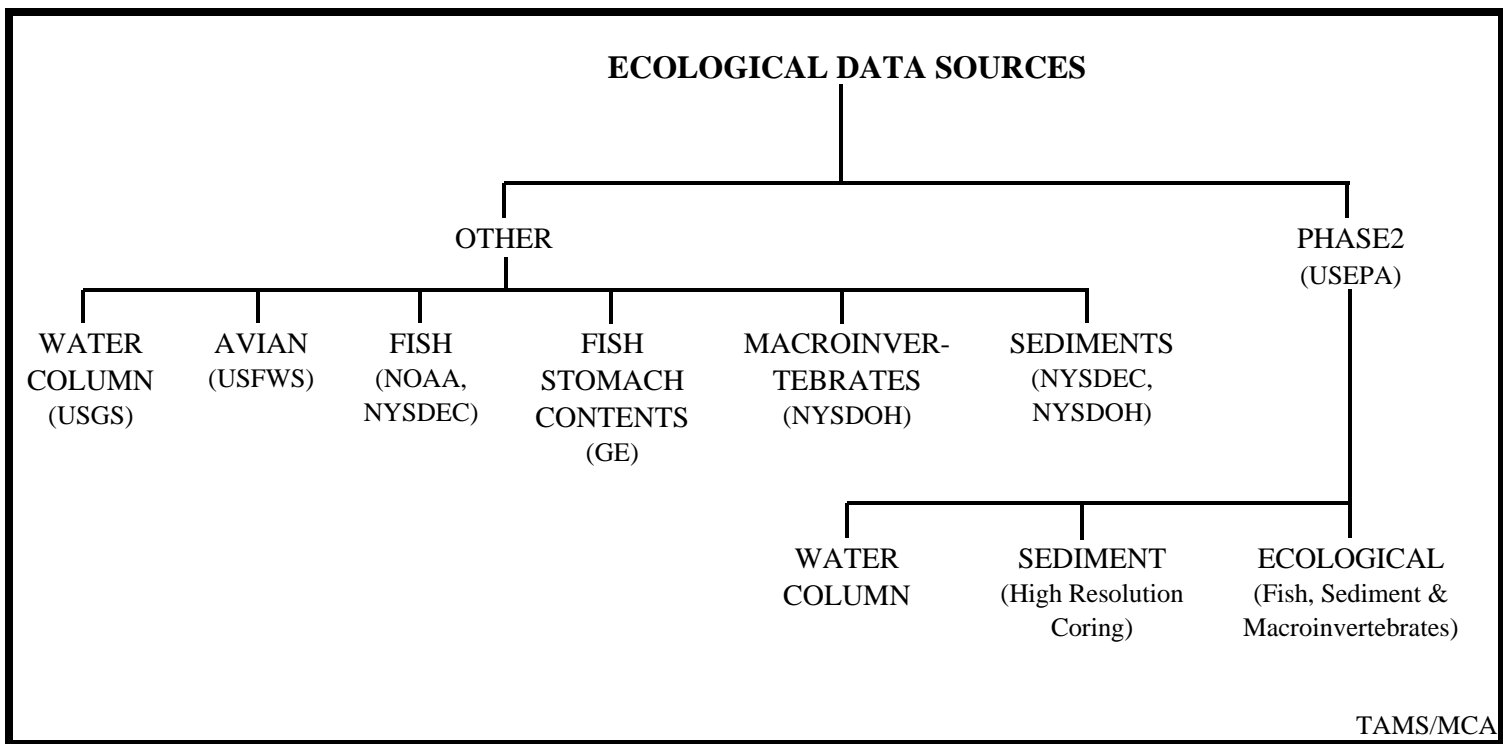 ECOLOGICAL DATA SOURCES
OTHER
WATER
COLUMN
(USGS)
AVIAN
(USFWS)
FISH
(NOAA,
NYSDEC)
FISH
STOMACH
CONTENTS
(GE)
MACROINVER-
TEBRATES
(NYSDOH)
SEDIMENTS
(NYSDEC,
NYSDOH)
PHASE2
(USEPA)
WATER
COLUMN
SEDIMENT
(High Resolution
Coring)
ECOLOGICAL
(Fish, Sediment &
Macroinvertebrates)
TAMS/MCA